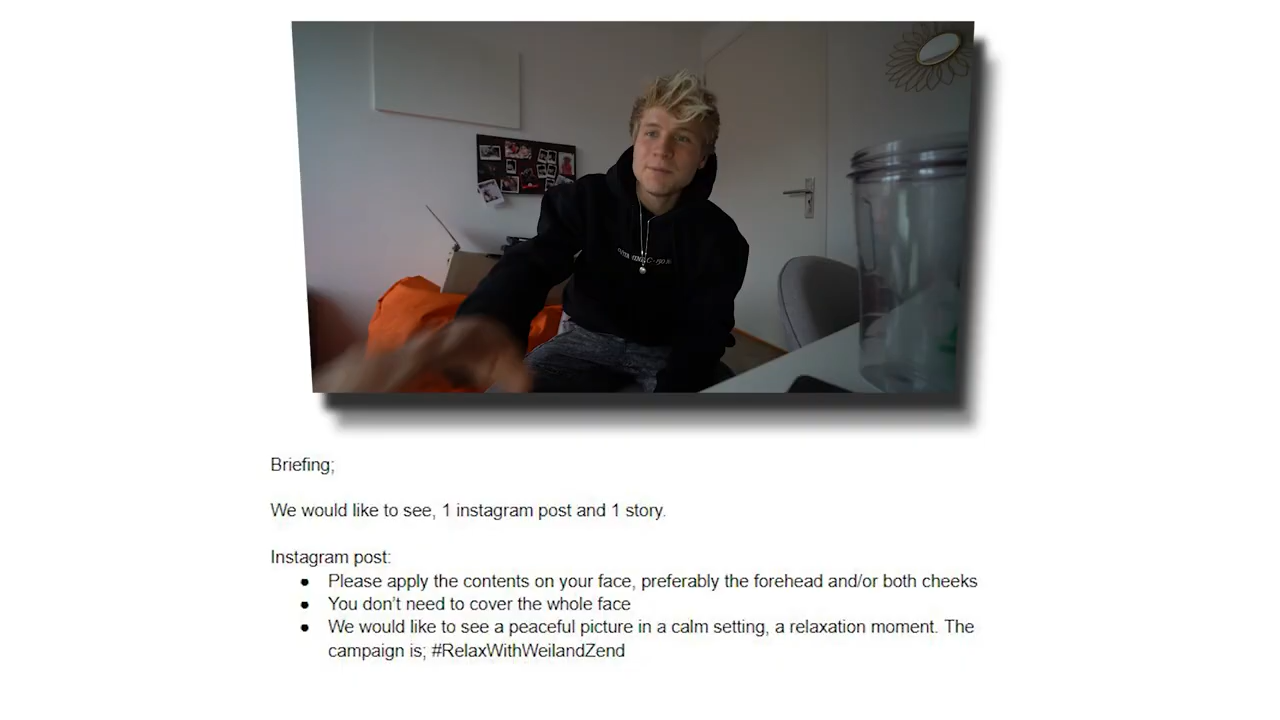 Briefing;
We would like to see, 1 instagram post and 1 story.
Instagram post:
● Please apply the contents on your face, preferably the forehead and/or both cheeks
● You don't need to cover the whole face
● We would like to see a peaceful picture in a calm setting, a relaxation moment. The
campaign is; #RelaxWithWeilandZend